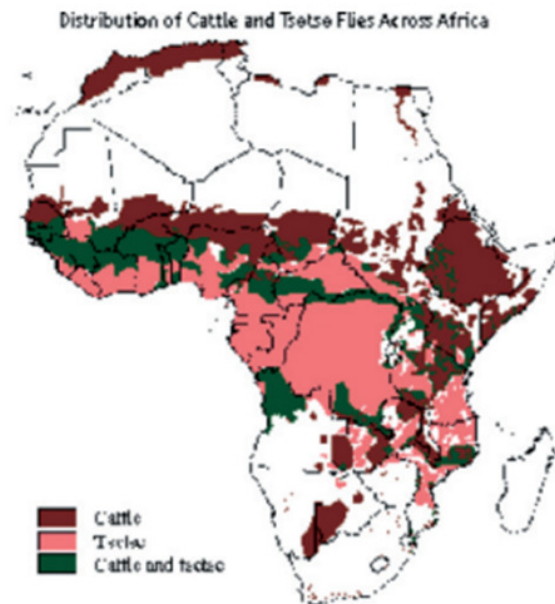 Distribution of Cattle and Tsetse Flies Across Africa
Cattle
Tsetse
Cattle and tsetse